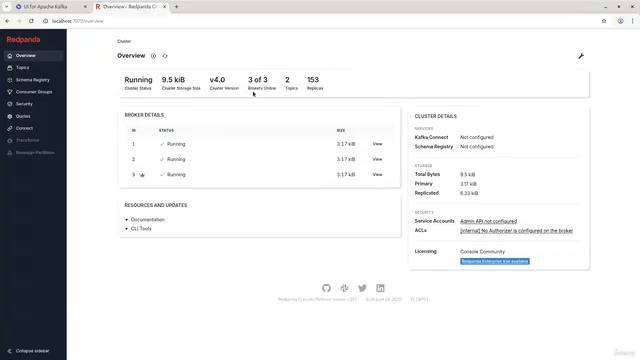 UI for Apache Kafka
Overview - Redpanda C
localhost:7070/overview
Redpanda
Overview
Topics
Schema Registry
Consumer Groups
Security
Quotas
Connect
Transforms
Reassign Partitions
Collapse sidebar
Cluster
Overview
Running
Cluster Status
9.5 kiB
Cluster Storage Size
v4.0
Cluster Version
3 of 3
Brokers Online
2
Topics
153
Replicas
BROKER DETAILS
ID STATUS SIZE
1 Running 3.17 kiB View
2 Running 3.17 kiB View
3 Running 3.17 kiB View
RESOURCES AND UPDATES
Documentation
CLI Tools
CLUSTER DETAILS
SERVICES
Kafka Connect Not configured
Schema Registry Not configured
STORAGE
Total Bytes 9.5 kiB
Primary 3.17 kiB
Replicated 6.33 kiB
SECURITY
Service Accounts Admin API not configured
ACLs [internal] No Authorizer is configured on the broker
Licensing Console Community
Redpanda Enterprise trial available
Redpanda Console Platform Version
Udemy